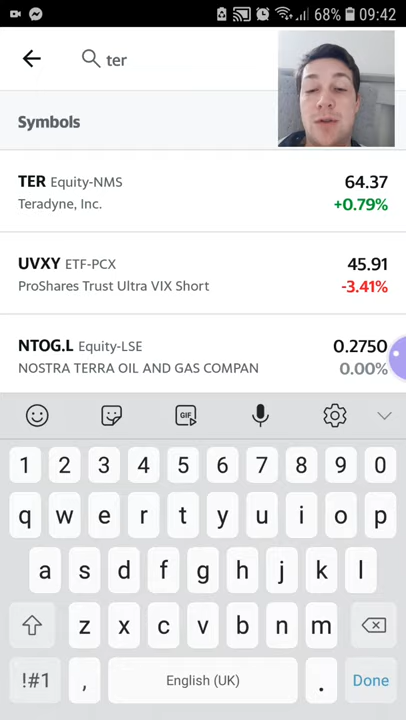 68% 09:42
ter
Symbols
TER Equity-NMS 64.37
Teradyne, Inc. +0.79%
UVXY ETF-PCX 45.91
ProShares Trust Ultra VIX Short -3.41%
NTOG.L Equity-LSE 0.2750
NOSTRA TERRA OIL AND GAS COMPAN 0.00%
GIF
1 2 3 4 5 6 7 8 9 0
q w e r t y u i o p
a s d f g h j k l
z x c v b n m
!#1 , English (UK) . Done